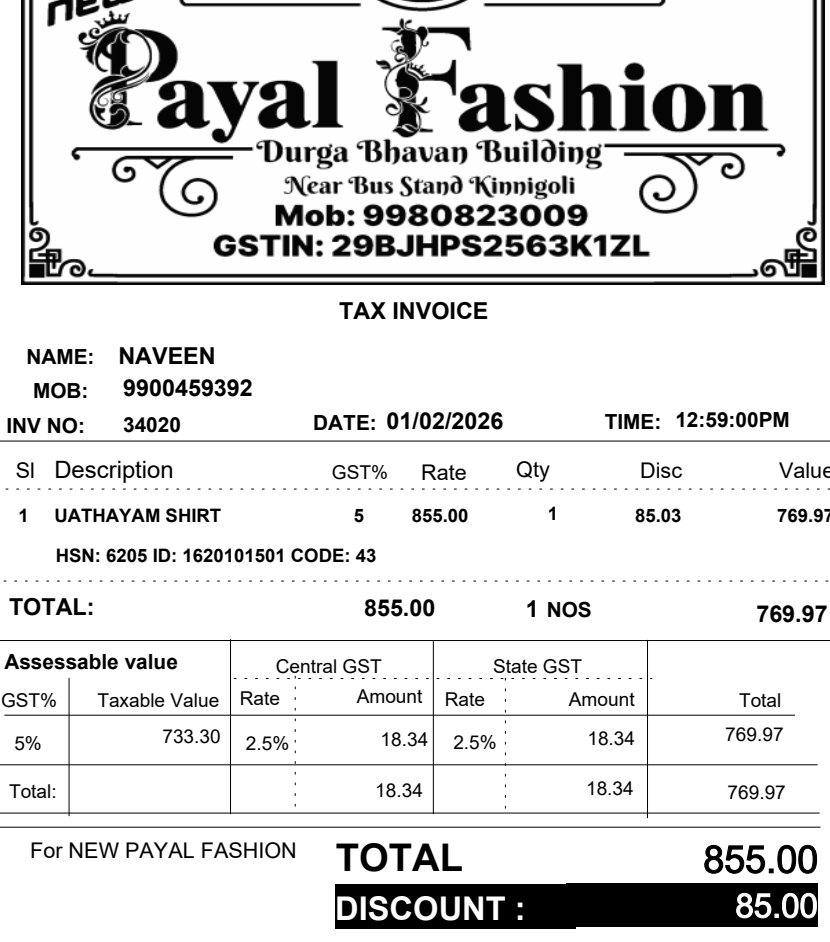 new
Payal Fashion
Durga Bhavan Building
Near Bus Stand Kinnigoli
Mob: 9980823009
GSTIN: 29BJHPS2563K1ZL
TAX INVOICE
NAME: NAVEEN
MOB: 9900459392
INV NO: 34020 DATE: 01/02/2026 TIME: 12:59:00PM
Sl Description GST% Rate Qty Disc Value
1 UATHAYAM SHIRT 5 855.00 1 85.03 769.97
HSN: 6205 ID: 1620101501 CODE: 43
TOTAL: 855.00 1 NOS 769.97
Assessable value Central GST State GST
GST% Taxable Value Rate Amount Rate Amount Total
5% 733.30 2.5% 18.34 2.5% 18.34 769.97
Total: 18.34 18.34 769.97
For NEW PAYAL FASHION TOTAL 855.00
DISCOUNT : 85.00